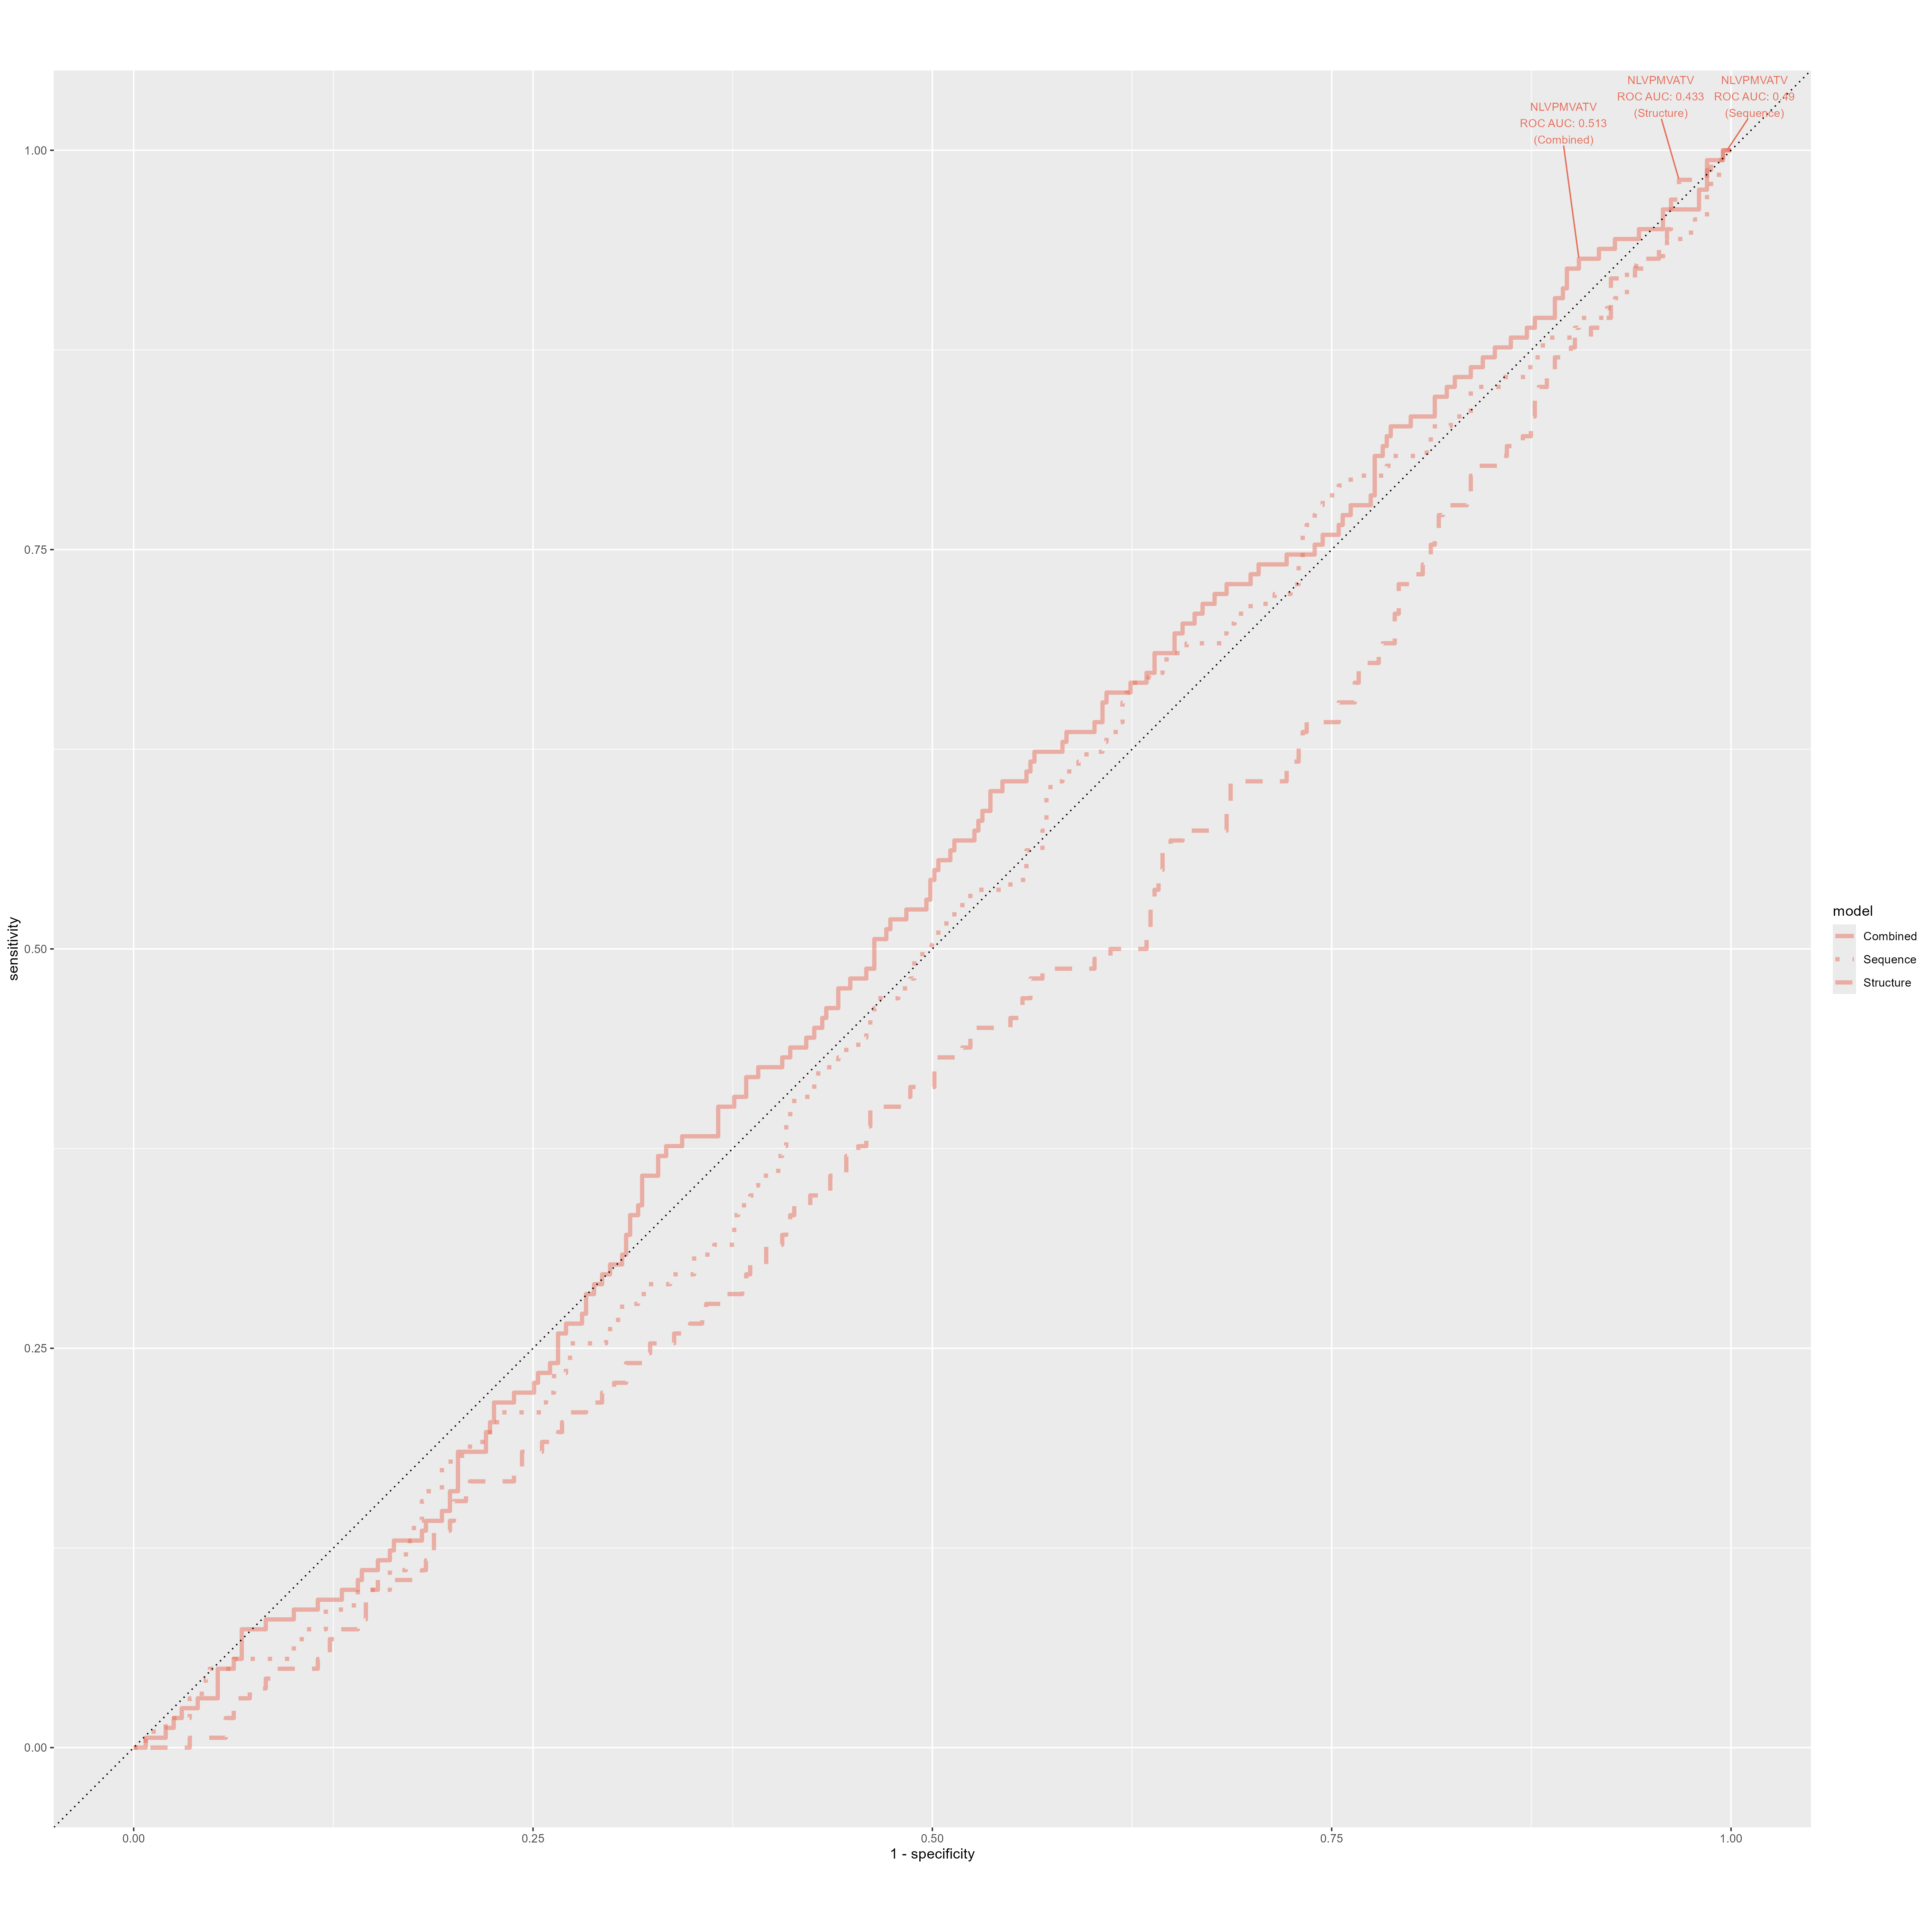 NLVPMVATV
ROC AUC: 0.513
(Combined)
NLVPMVATV
ROC AUC: 0.433
(Structure)
NLVPMVATV
ROC AUC: 0.49
(Sequence)
1.00
0.75
0.50
0.25
0.00
sensitivity
0.00
0.25
0.50
0.75
1.00
1 - specificity
model
Combined
Sequence
Structure